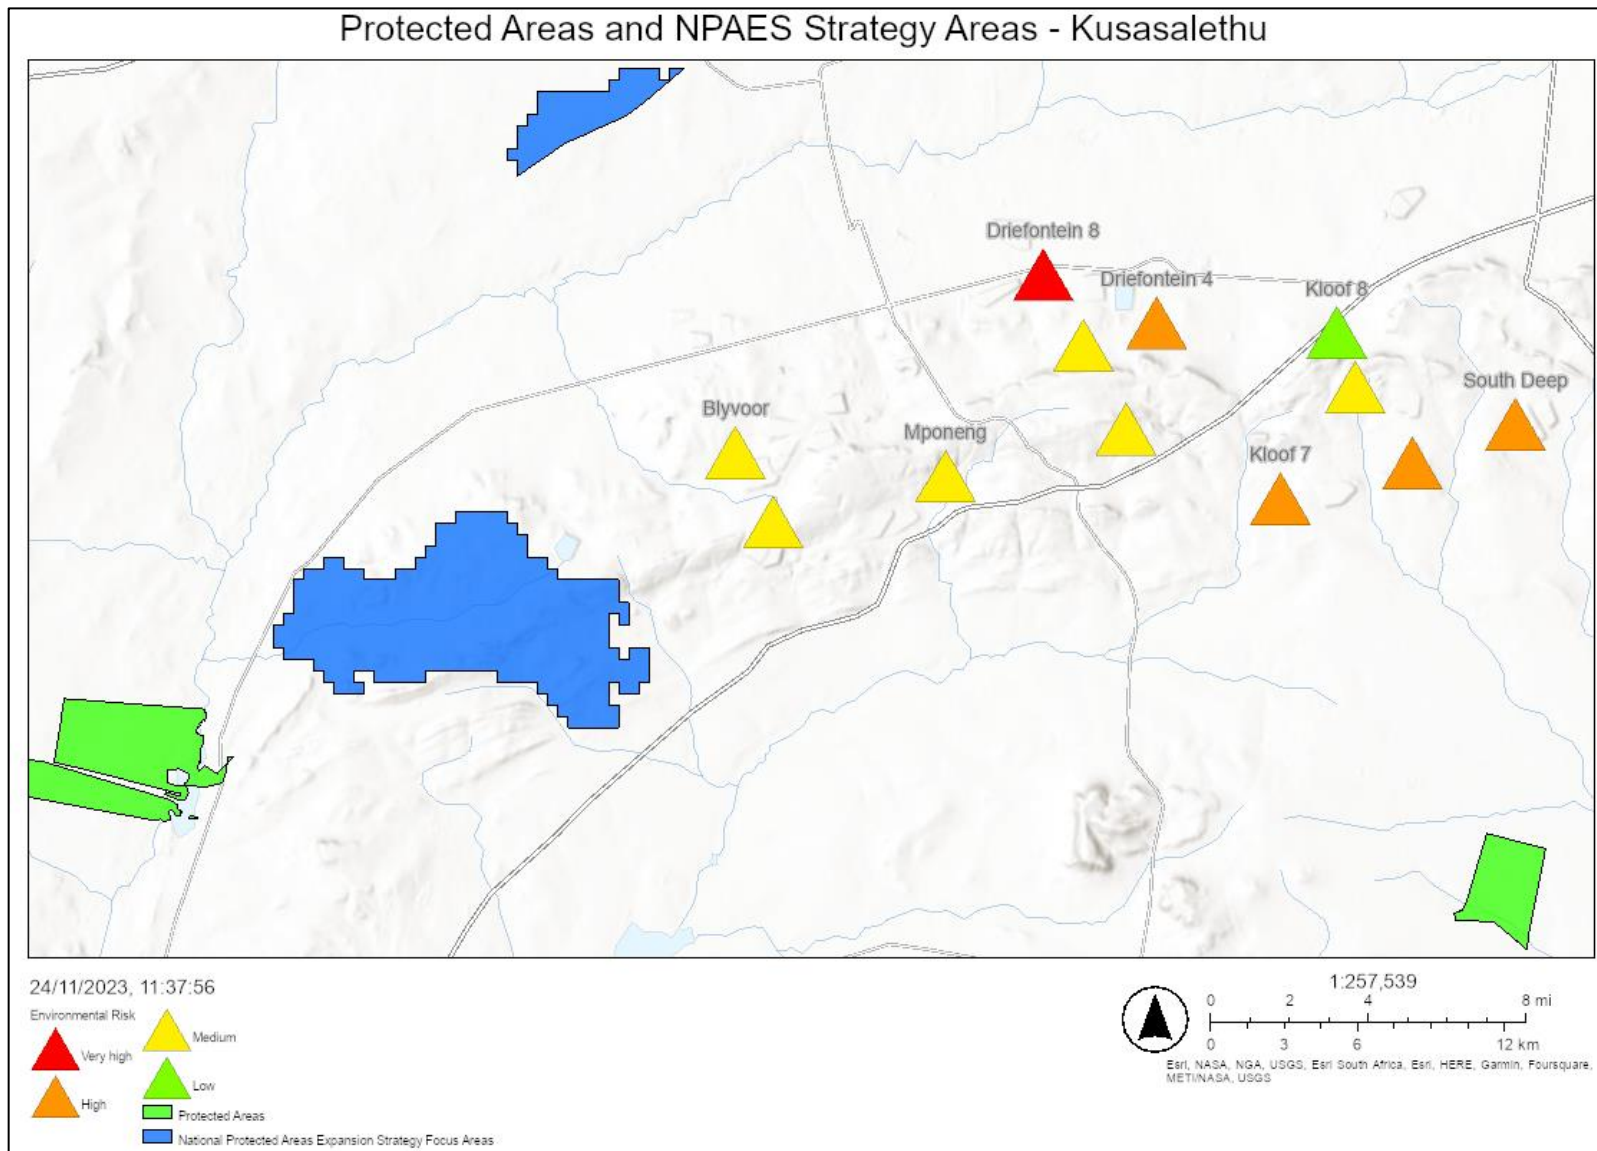 Protected Areas and NPAES Strategy Areas - Kusasalethu
Driefontein 8
Driefontein 4
Kloof 8
South Deep
Blyvoor
Mponeng
Kloof 7
24/11/2023, 11:37:56
Environmental Risk
Very high
High
Medium
Low
Protected Areas
National Protected Areas Expansion Strategy Focus Areas
1:257,539
0 2 4 8 mi
0 3 6 12 km
Esri, NASA, NGA, USGS, Esri South Africa, Esri, HERE, Garmin, Foursquare,
METI/NASA, USGS